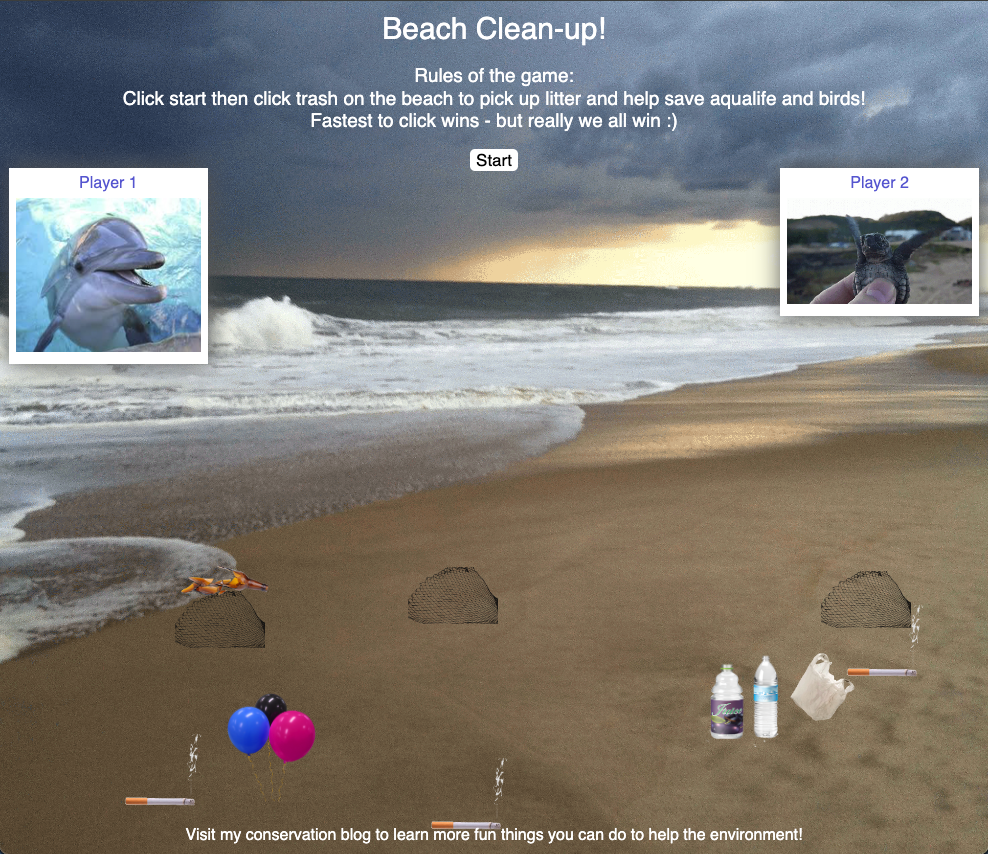 Beach Clean-up!
Rules of the game:
Click start then click trash on the beach to pick up litter and help save aqualife and birds!
Fastest to click wins - but really we all win :)
Start
Player 1
Player 2
Visit my conservation blog to learn more fun things you can do to help the environment!